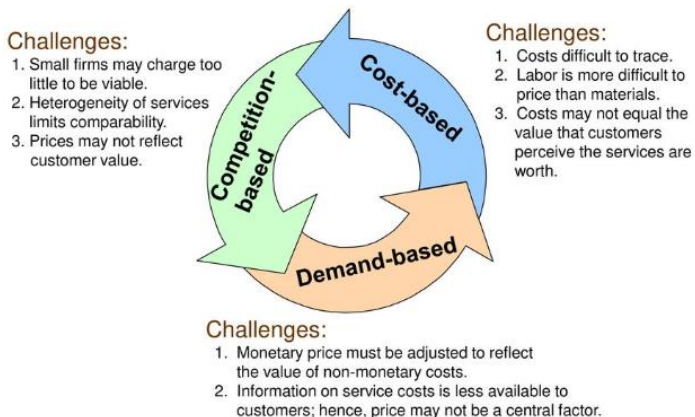 Challenges:
1. Small firms may charge too
little to be viable.
2. Heterogeneity of services
limits comparability.
3. Prices may not reflect
customer value.
Competition-
based
Cost-based
Challenges:
1. Costs difficult to trace.
2. Labor is more difficult to
price than materials.
3. Costs may not equal the
value that customers
perceive the services are
worth.
Demand-based
Challenges:
1. Monetary price must be adjusted to reflect
the value of non-monetary costs.
2. Information on service costs is less available to
customers; hence, price may not be a central factor.